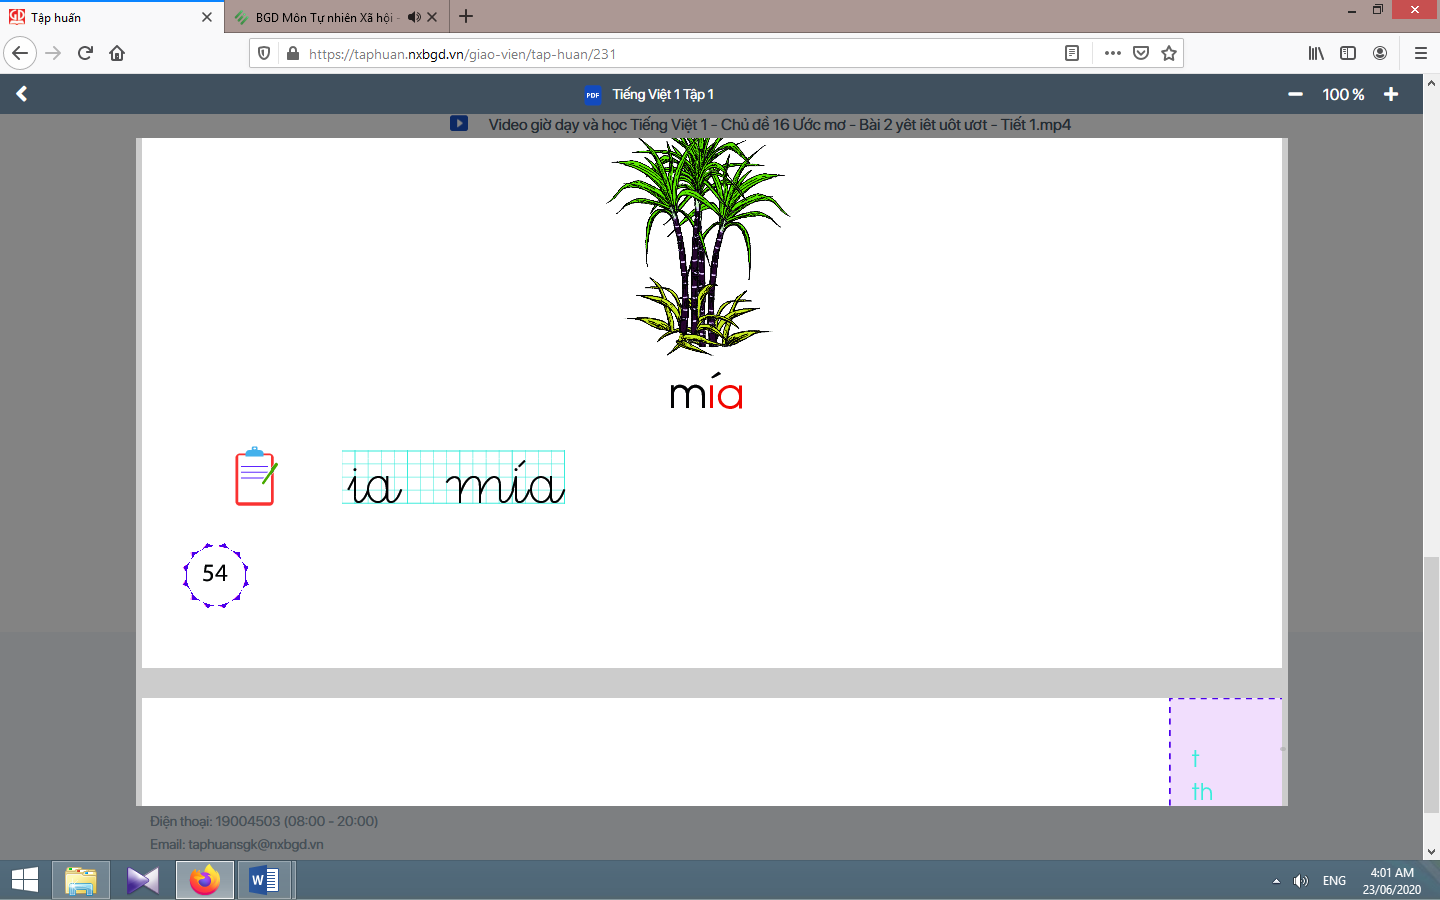 Tập huấn
BGD Môn Tự nhiên Xã hội -
https://taphuan.nxbgd.vn/giao-vien/tap-huan/231
PDF Tiếng Việt 1 Tập 1
100 %
Video giờ dạy và học Tiếng Việt 1 - Chủ đề 16 Ước mơ - Bài 2 yêt iêt uôt ươt - Tiết 1.mp4
mía
ia mía
54
t
th
Điện thoại: 19004503 (08:00 - 20:00)
Email: taphuansgk@nxbgd.vn
ENG
4:01 AM
23/06/2020